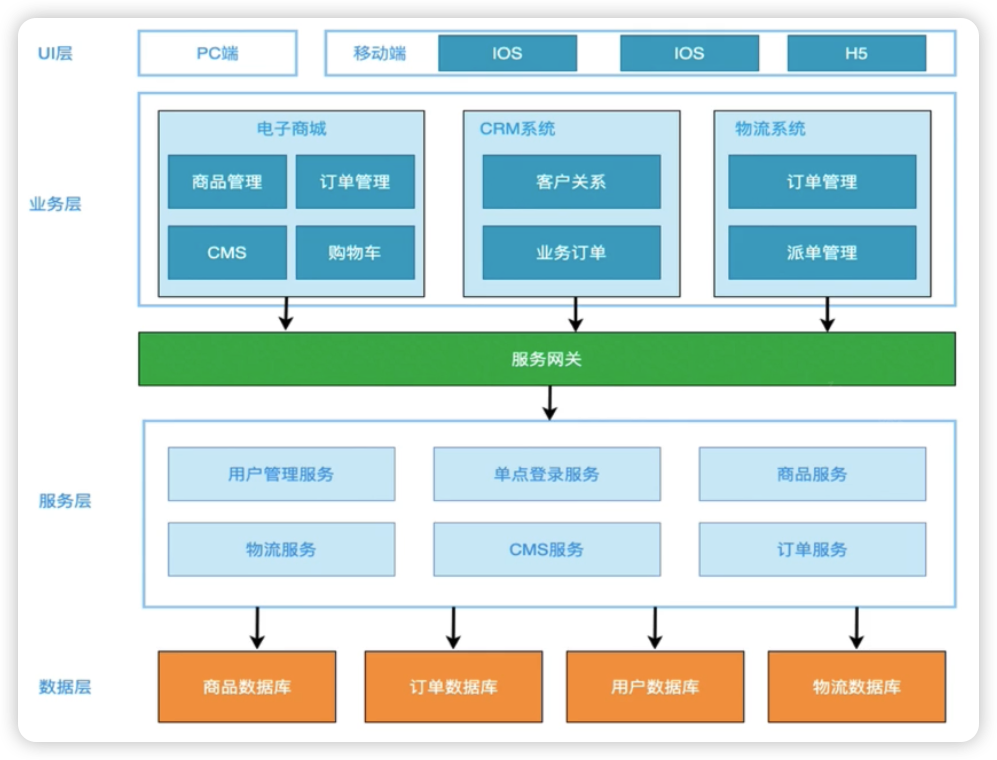 UI层
PC端
移动端
IOS
IOS
H5
业务层
电子商城
商品管理
订单管理
CMS
购物车
CRM系统
客户关系
业务订单
物流系统
订单管理
派单管理
服务网关
服务层
用户管理服务
单点登录服务
商品服务
物流服务
CMS服务
订单服务
数据层
商品数据库
订单数据库
用户数据库
物流数据库